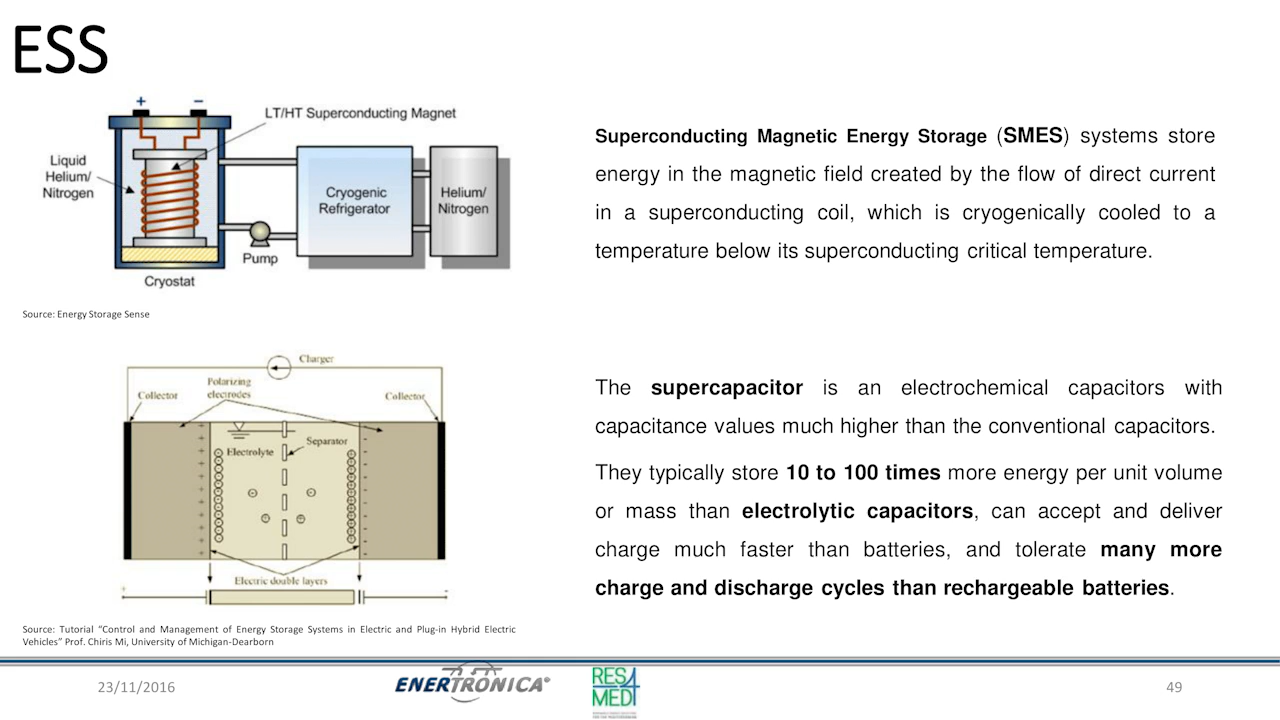 ESS
+ −
LT/HT Superconducting Magnet
Liquid
Helium/
Nitrogen
Cryogenic
Refrigerator
Helium/
Nitrogen
Pump
Cryostat
Source: Energy Storage Sense
Superconducting Magnetic Energy Storage (SMES) systems store
energy in the magnetic field created by the flow of direct current
in a superconducting coil, which is cryogenically cooled to a
temperature below its superconducting critical temperature.
Charger
Polarizing
electrodes
Collector
Collector
Separator
Electrolyte
Electric double layers
+ -
Source: Tutorial “Control and Management of Energy Storage Systems in Electric and Plug-in Hybrid Electric
Vehicles” Prof. Chiris Mi, University of Michigan-Dearborn
The supercapacitor is an electrochemical capacitors with
capacitance values much higher than the conventional capacitors.
They typically store 10 to 100 times more energy per unit volume
or mass than electrolytic capacitors, can accept and deliver
charge much faster than batteries, and tolerate many more
charge and discharge cycles than rechargeable batteries.
23/11/2016
ENERTRONICA®
RES4
MED
49